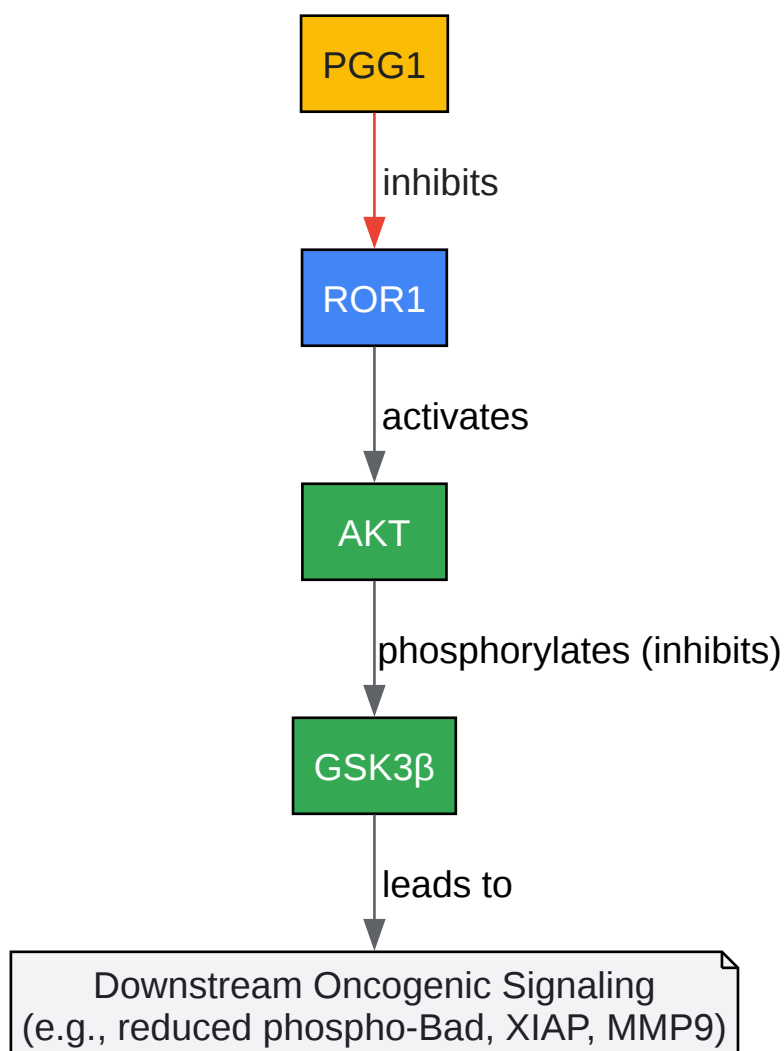 PGG1
inhibits
ROR1
activates
AKT
phosphorylates (inhibits)
GSK3β
leads to
Downstream Oncogenic Signaling
(e.g., reduced phospho-Bad, XIAP, MMP9)